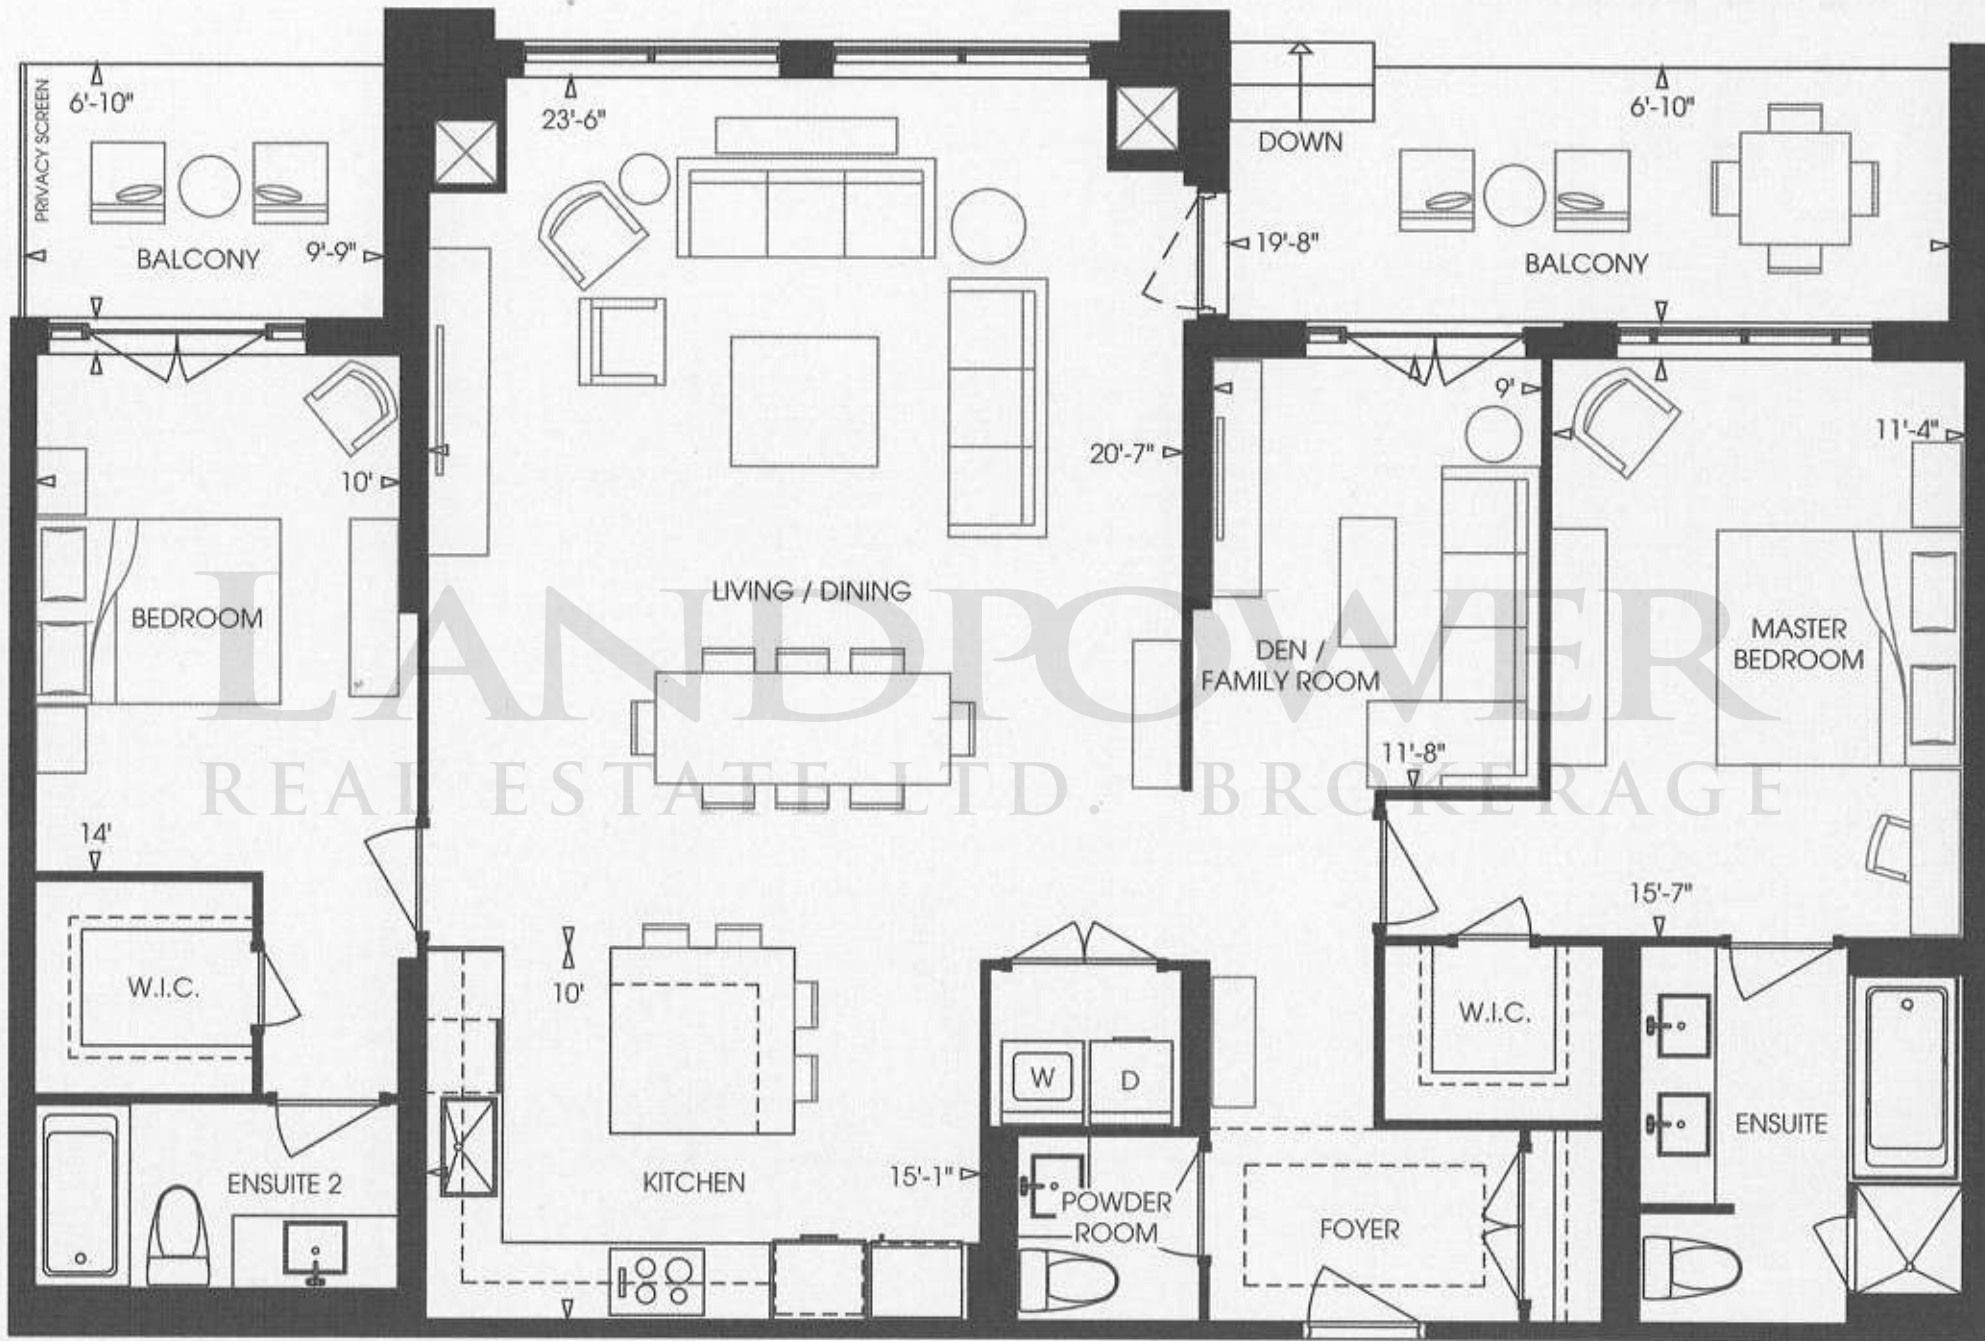 PRIVACY SCREEN
6'-10"
BALCONY
9'-9"
23'-6"
DOWN
6'-10"
19'-8"
BALCONY
10'
20'-7"
9'
11'-4"
LIVING / DINING
BEDROOM
DEN /
FAMILY ROOM
MASTER
BEDROOM
LANDPOWER
REAL ESTATE LTD. BROKERAGE
11'-8"
14'
15'-7"
W.I.C.
10'
W.I.C.
W
D
ENSUITE
ENSUITE 2
KITCHEN
15'-1"
POWDER
ROOM
FOYER